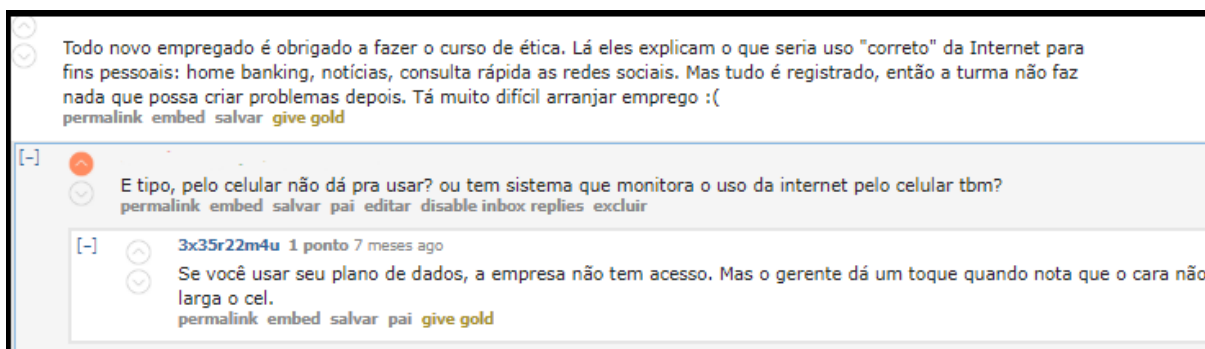 Todo novo empregado é obrigado a fazer o curso de ética. Lá eles explicam o que seria uso "correto" da Internet para
fins pessoais: home banking, notícias, consulta rápida as redes sociais. Mas tudo é registrado, então a turma não faz
nada que possa criar problemas depois. Tá muito difícil arranjar emprego :(
permalink embed salvar give gold
[-]
E tipo, pelo celular não dá pra usar? ou tem sistema que monitora o uso da internet pelo celular tbm?
permalink embed salvar pai editar disable inbox replies excluir
[-] 3x35r22m4u 1 ponto 7 meses ago
Se você usar seu plano de dados, a empresa não tem acesso. Mas o gerente dá um toque quando nota que o cara não
larga o cel.
permalink embed salvar pai give gold